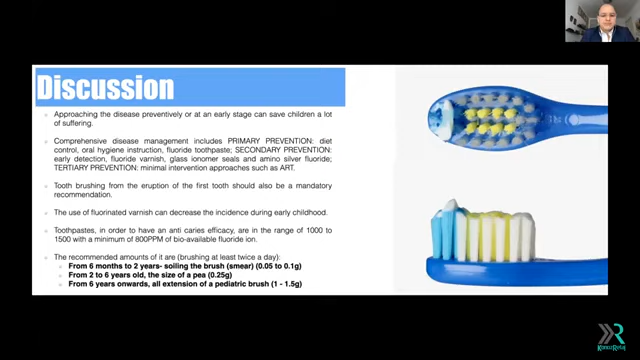 Discussion
Approaching the disease preventively or at an early stage can save children a lot
of suffering.
Comprehensive disease management includes PRIMARY PREVENTION: diet
control, oral hygiene instruction, fluoride toothpaste; SECONDARY PREVENTION:
early detection, fluoride varnish, glass ionomer seals and amino silver fluoride;
TERTIARY PREVENTION: minimal intervention approaches such as ART.
Tooth brushing from the eruption of the first tooth should also be a mandatory
recommendation.
The use of fluorinated varnish can decrease the incidence during early childhood.
Toothpastes, in order to have an anti caries efficacy, are in the range of 1000 to
1500 with a minimum of 800PPM of bio-available fluoride ion.
The recommended amounts of it are (brushing at least twice a day):
From 6 months to 2 years- soiling the brush (smear) (0.05 to 0.1g)
From 2 to 6 years old, the size of a pea (0.25g)
From 6 years onwards, all extension of a pediatric brush (1 - 1.5g)